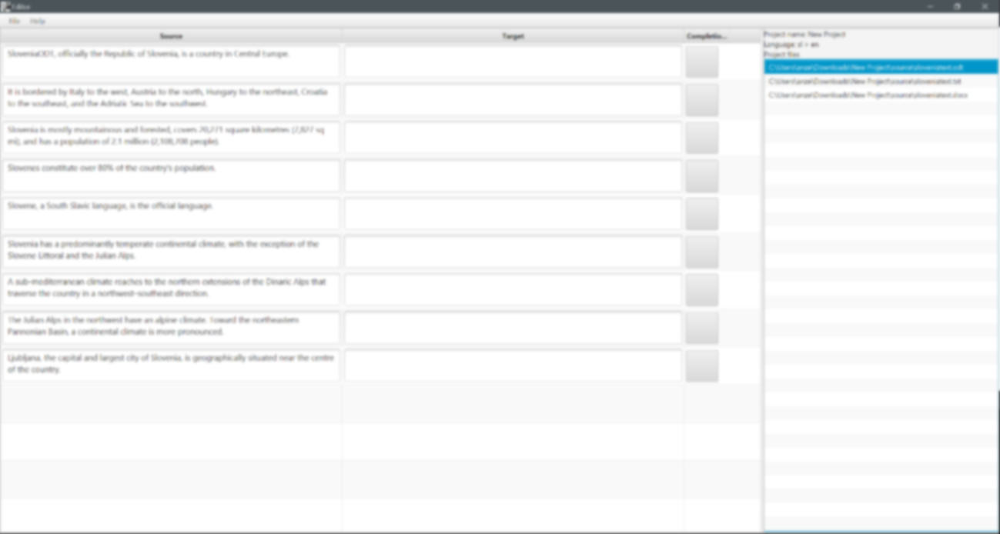 Editor
File Help
Source Target Completio...
SloveniaODT, officially the Republic of Slovenia, is a country in Central Europe.
It is bordered by Italy to the west, Austria to the north, Hungary to the northeast, Croatia
to the southeast, and the Adriatic Sea to the southwest.
Slovenia is mostly mountainous and forested, covers 20,271 square kilometres (7,827 sq
mi), and has a population of 2.1 million (2,108,708 people).
Slovenes constitute over 80% of the country's population.
Slovene, a South Slavic language, is the official language.
Slovenia has a predominantly temperate continental climate, with the exception of the
Slovene Littoral and the Julian Alps.
A sub-mediterranean climate reaches to the northern extensions of the Dinaric Alps that
traverse the country in a northwest–southeast direction.
The Julian Alps in the northwest have an alpine climate. Toward the northeastern
Pannonian Basin, a continental climate is more pronounced.
Ljubljana, the capital and largest city of Slovenia, is geographically situated near the centre
of the country.
Project name: New Project
Language: sl > en
Project files
C:\Users\anze\Downloads\New Project\source\sloveniatext.odt
C:\Users\anze\Downloads\New Project\source\sloveniatext.txt
C:\Users\anze\Downloads\New Project\source\sloveniatext.docx